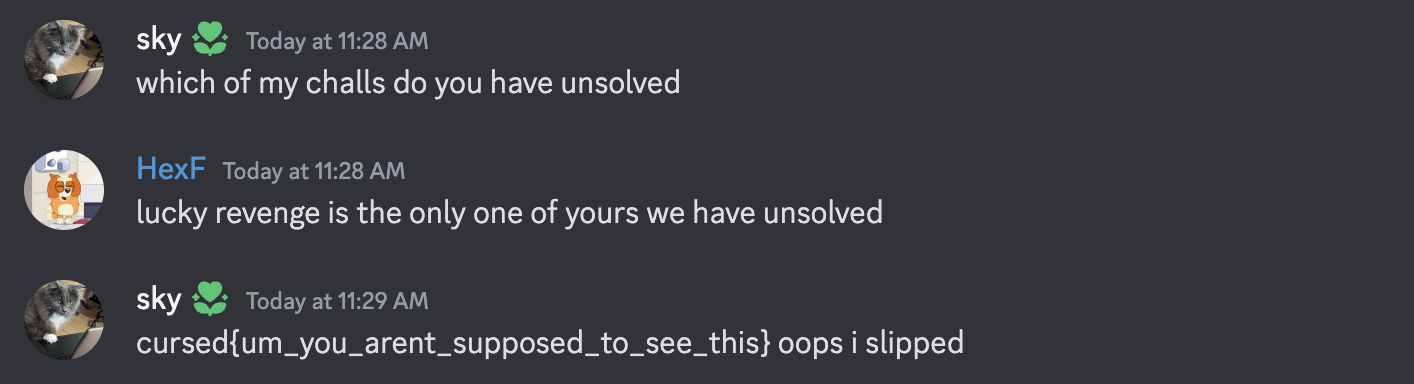 sky Today at 11:28 AM
which of my challs do you have unsolved
HexF Today at 11:28 AM
lucky revenge is the only one of yours we have unsolved
sky Today at 11:29 AM
cursed{um_you_arent_supposed_to_see_this} oops i slipped